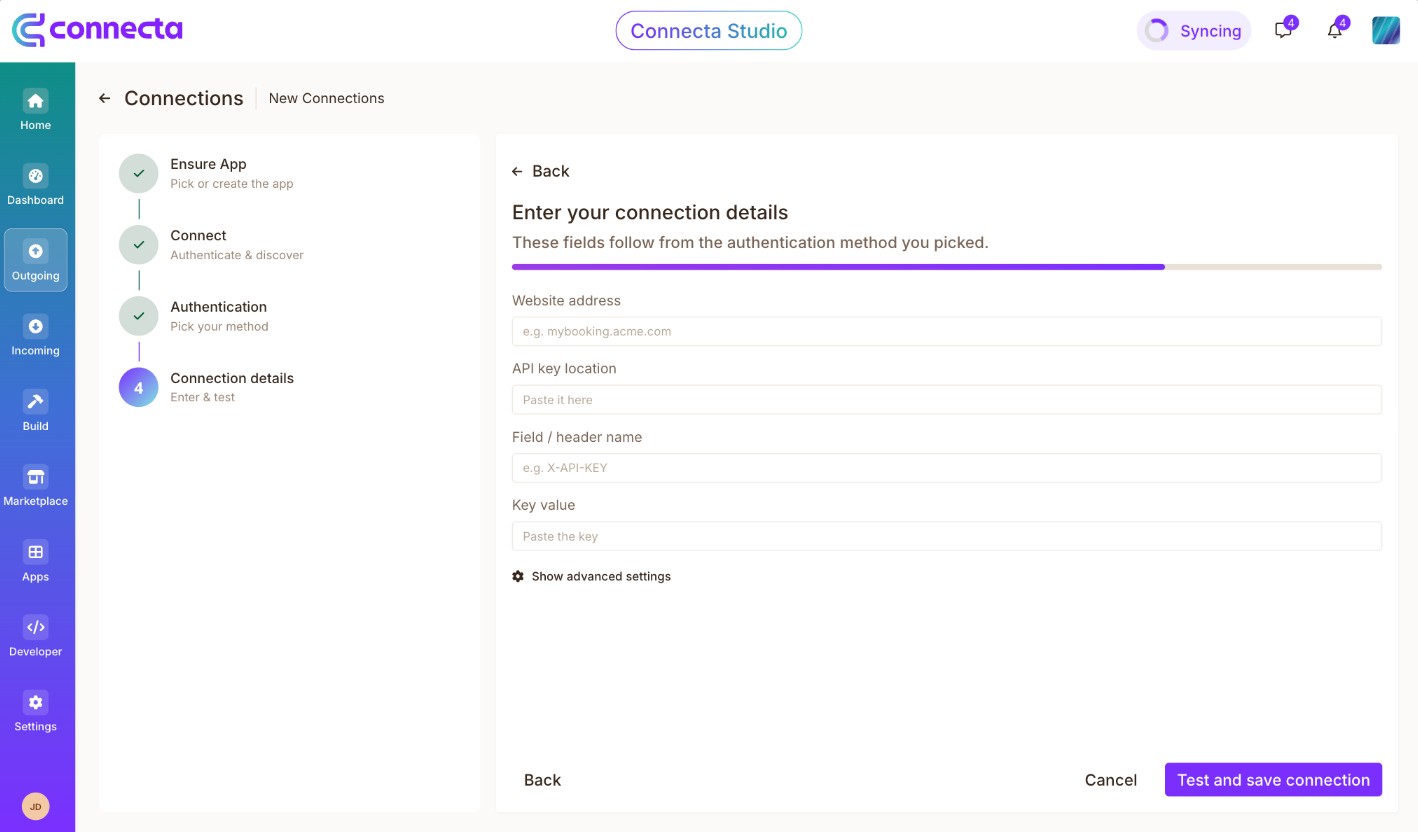 connecta
Connecta Studio
Syncing
4
4
Home
Dashboard
Outgoing
Incoming
Build
Marketplace
Apps
Developer
Settings
JD
Connections
New Connections
Ensure App
Pick or create the app
Connect
Authenticate & discover
Authentication
Pick your method
4
Connection details
Enter & test
Back
Enter your connection details
These fields follow from the authentication method you picked.
Website address
e.g. mybooking.acme.com
API key location
Paste it here
Field / header name
e.g. X-API-KEY
Key value
Paste the key
Show advanced settings
Back
Cancel
Test and save connection